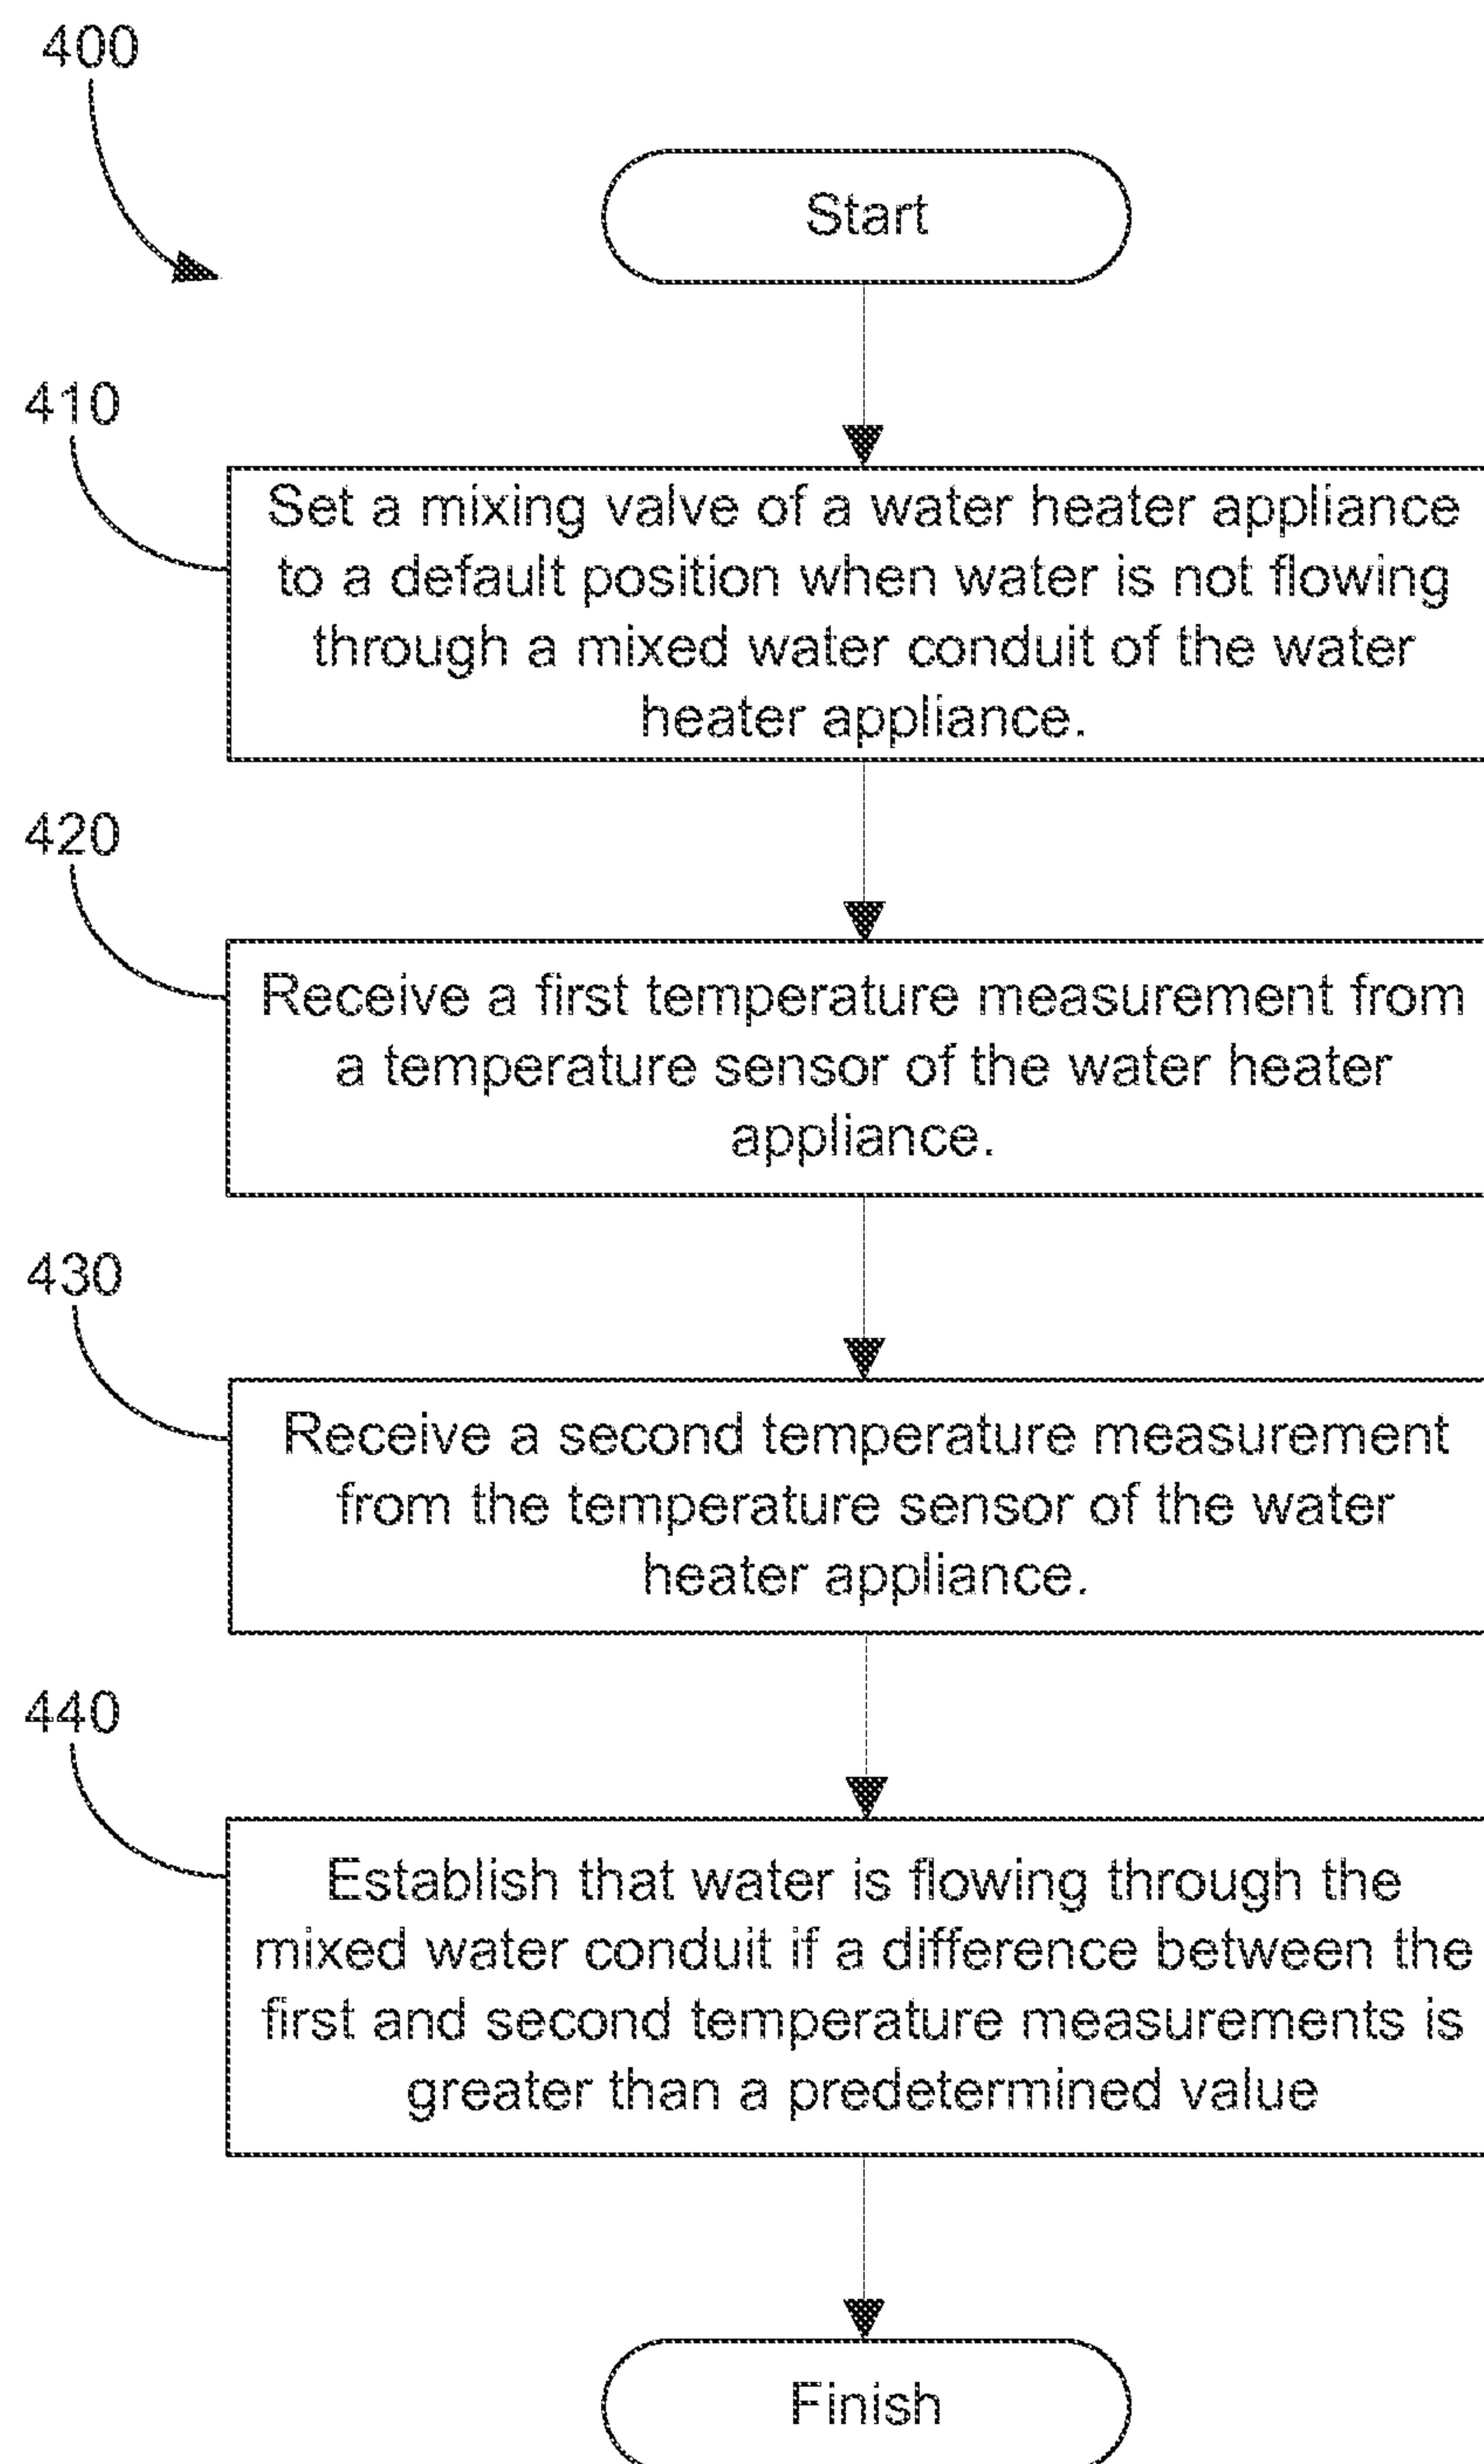 400
Start
410
Set a mixing valve of a water heater appliance
to a default position when water is not flowing
through a mixed water conduit of the water
heater appliance.
420
Receive a first temperature measurement from
a temperature sensor of the water heater
appliance.
430
Receive a second temperature measurement
from the temperature sensor of the water
heater appliance.
440
Establish that water is flowing through the
mixed water conduit if a difference between the
first and second temperature measurements is
greater than a predetermined value
Finish